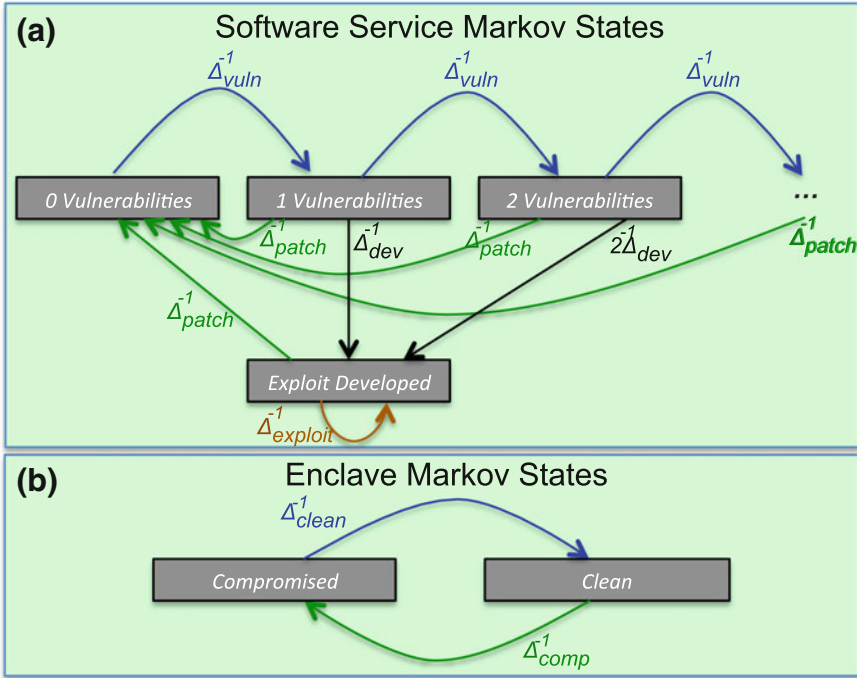 (a) Software Service Markov States
Δ⁻¹vuln Δ⁻¹vuln Δ⁻¹vuln
0 Vulnerabilities 1 Vulnerabilities 2 Vulnerabilities ...
Δ⁻¹patch Δ⁻¹dev Δ⁻¹patch 2Δ⁻¹dev Δ⁻¹patch
Δ⁻¹patch
Exploit Developed
Δ⁻¹exploit
(b) Enclave Markov States
Δ⁻¹clean
Compromised Clean
Δ⁻¹comp